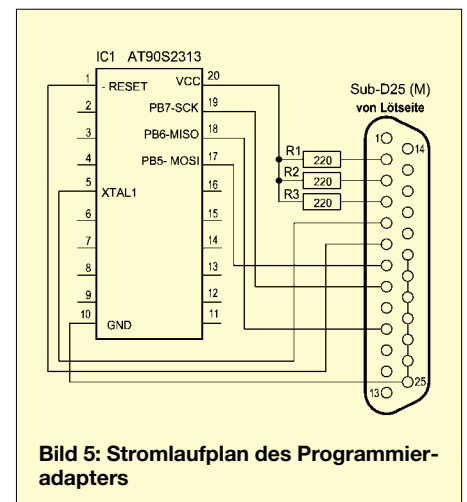 IC1 AT90S2313
1 - RESET VCC 20
2 PB7-SCK 19
3 PB6-MISO 18
4 PB5- MOSI 17
5 XTAL1 16
6 15
7 14
8 13
9 12
10 GND 11
Sub-D25 (M)
von Lötseite
1 14
R1 220
R2 220
R3 220
25
13
Bild 5: Stromlaufplan des Programmier-
adapters